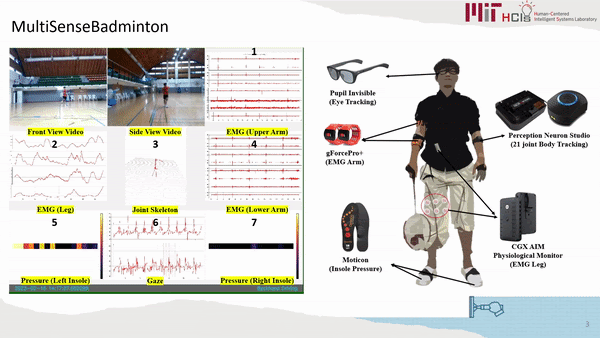 MIT HCIS Human-Centered
Intelligent Systems Laboratory
MultiSenseBadminton
1
Front View Video
Side View Video
EMG (Upper Arm)
2
3
4
EMG (Leg)
Joint Skeleton
EMG (Lower Arm)
5
6
7
Pressure (Left Insole)
Gaze
Pressure (Right Insole)
Pupil Invisible
(Eye Tracking)
gForcePro+
(EMG Arm)
Moticon
(Insole Pressure)
Perception Neuron Studio
(21 joint Body Tracking)
CGX AIM
Physiological Monitor
(EMG Leg)
3